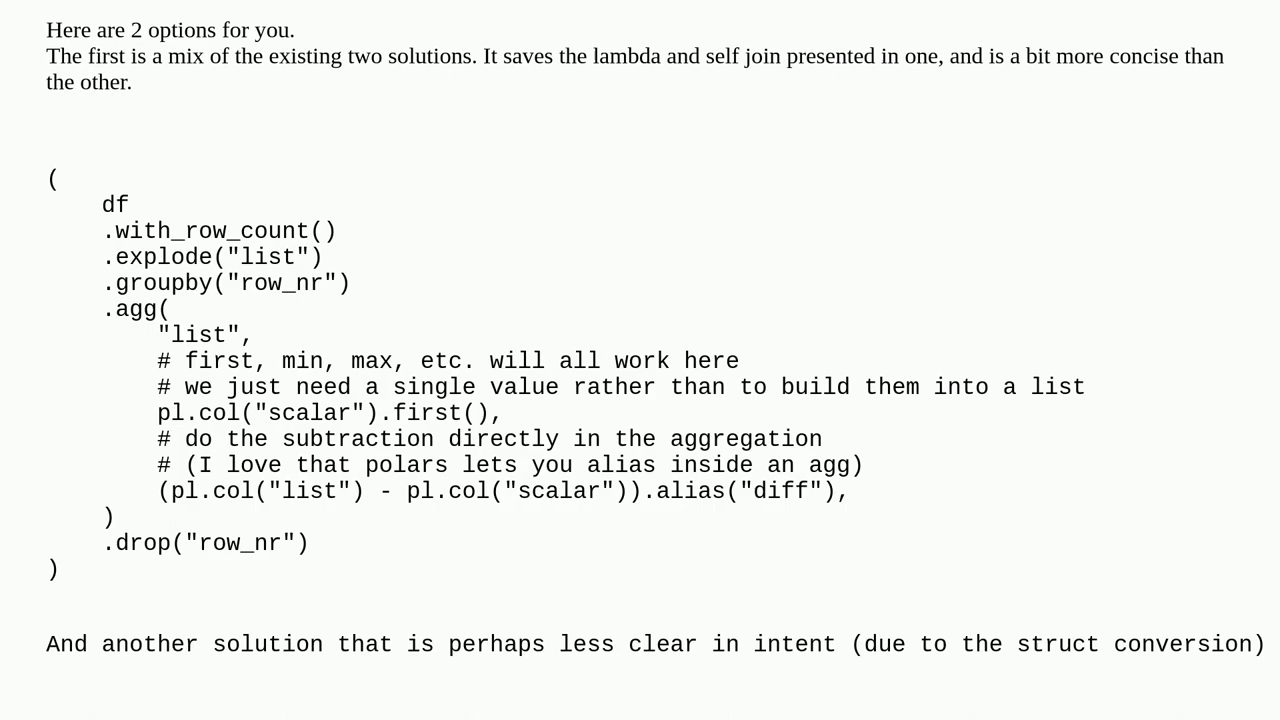 Here are 2 options for you.
The first is a mix of the existing two solutions. It saves the lambda and self join presented in one, and is a bit more concise than
the other.
(
    df
    .with_row_count()
    .explode("list")
    .groupby("row_nr")
    .agg(
        "list",
        # first, min, max, etc. will all work here
        # we just need a single value rather than to build them into a list
        pl.col("scalar").first(),
        # do the subtraction directly in the aggregation
        # (I love that polars lets you alias inside an agg)
        (pl.col("list") - pl.col("scalar")).alias("diff"),
    )
    .drop("row_nr")
)
And another solution that is perhaps less clear in intent (due to the struct conversion)